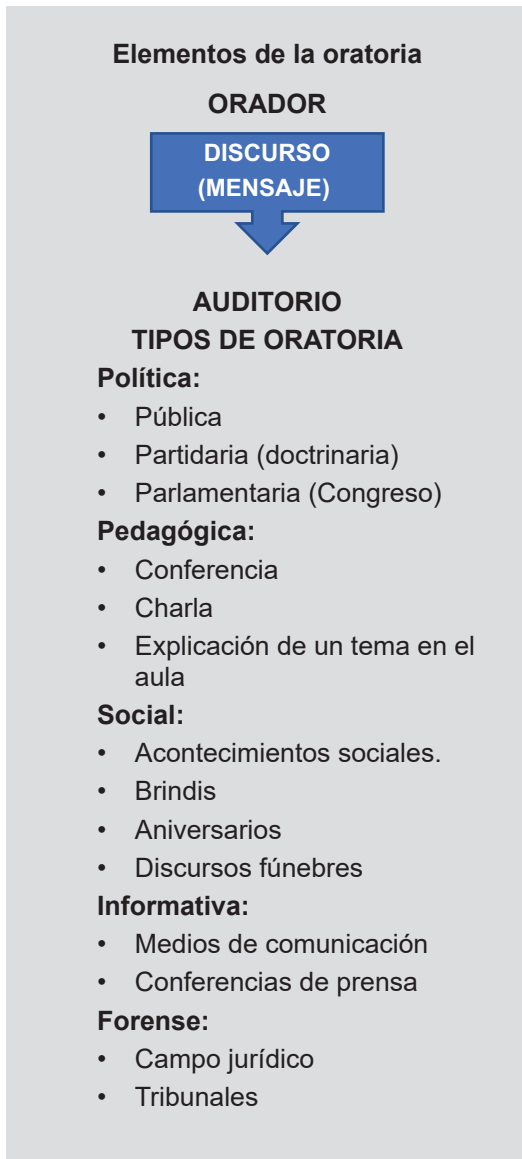 Elementos de la oratoria
ORADOR
DISCURSO
(MENSAJE)
AUDITORIO
TIPOS DE ORATORIA
Política:
• Pública
• Partidaria (doctrinaria)
• Parlamentaria (Congreso)
Pedagógica:
• Conferencia
• Charla
• Explicación de un tema en el
aula
Social:
• Acontecimientos sociales.
• Brindis
• Aniversarios
• Discursos fúnebres
Informativa:
• Medios de comunicación
• Conferencias de prensa
Forense:
• Campo jurídico
• Tribunales